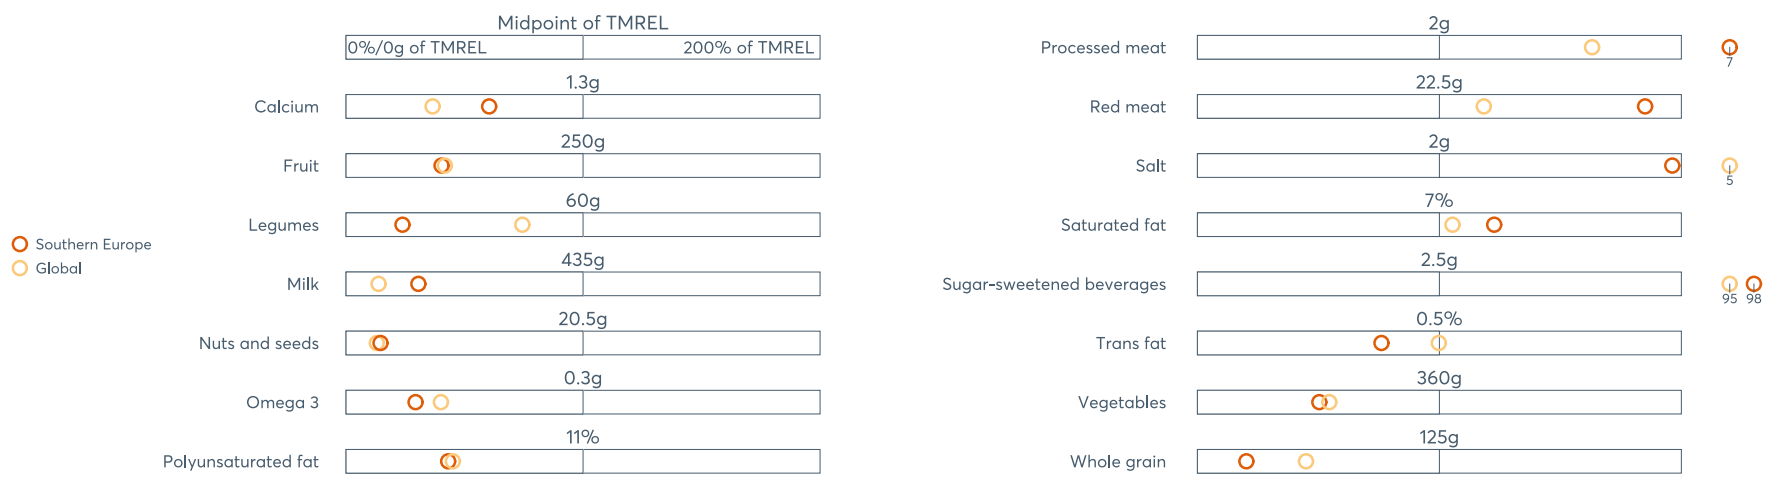 Midpoint of TMREL
0%/0g of TMREL 200% of TMREL
1.3g
Calcium
250g
Fruit
60g
Legumes
435g
Milk
20.5g
Nuts and seeds
0.3g
Omega 3
11%
Polyunsaturated fat
Southern Europe
Global
2g
Processed meat
7
22.5g
Red meat
2g
Salt
5
7%
Saturated fat
2.5g
Sugar-sweetened beverages
95 98
0.5%
Trans fat
360g
Vegetables
125g
Whole grain